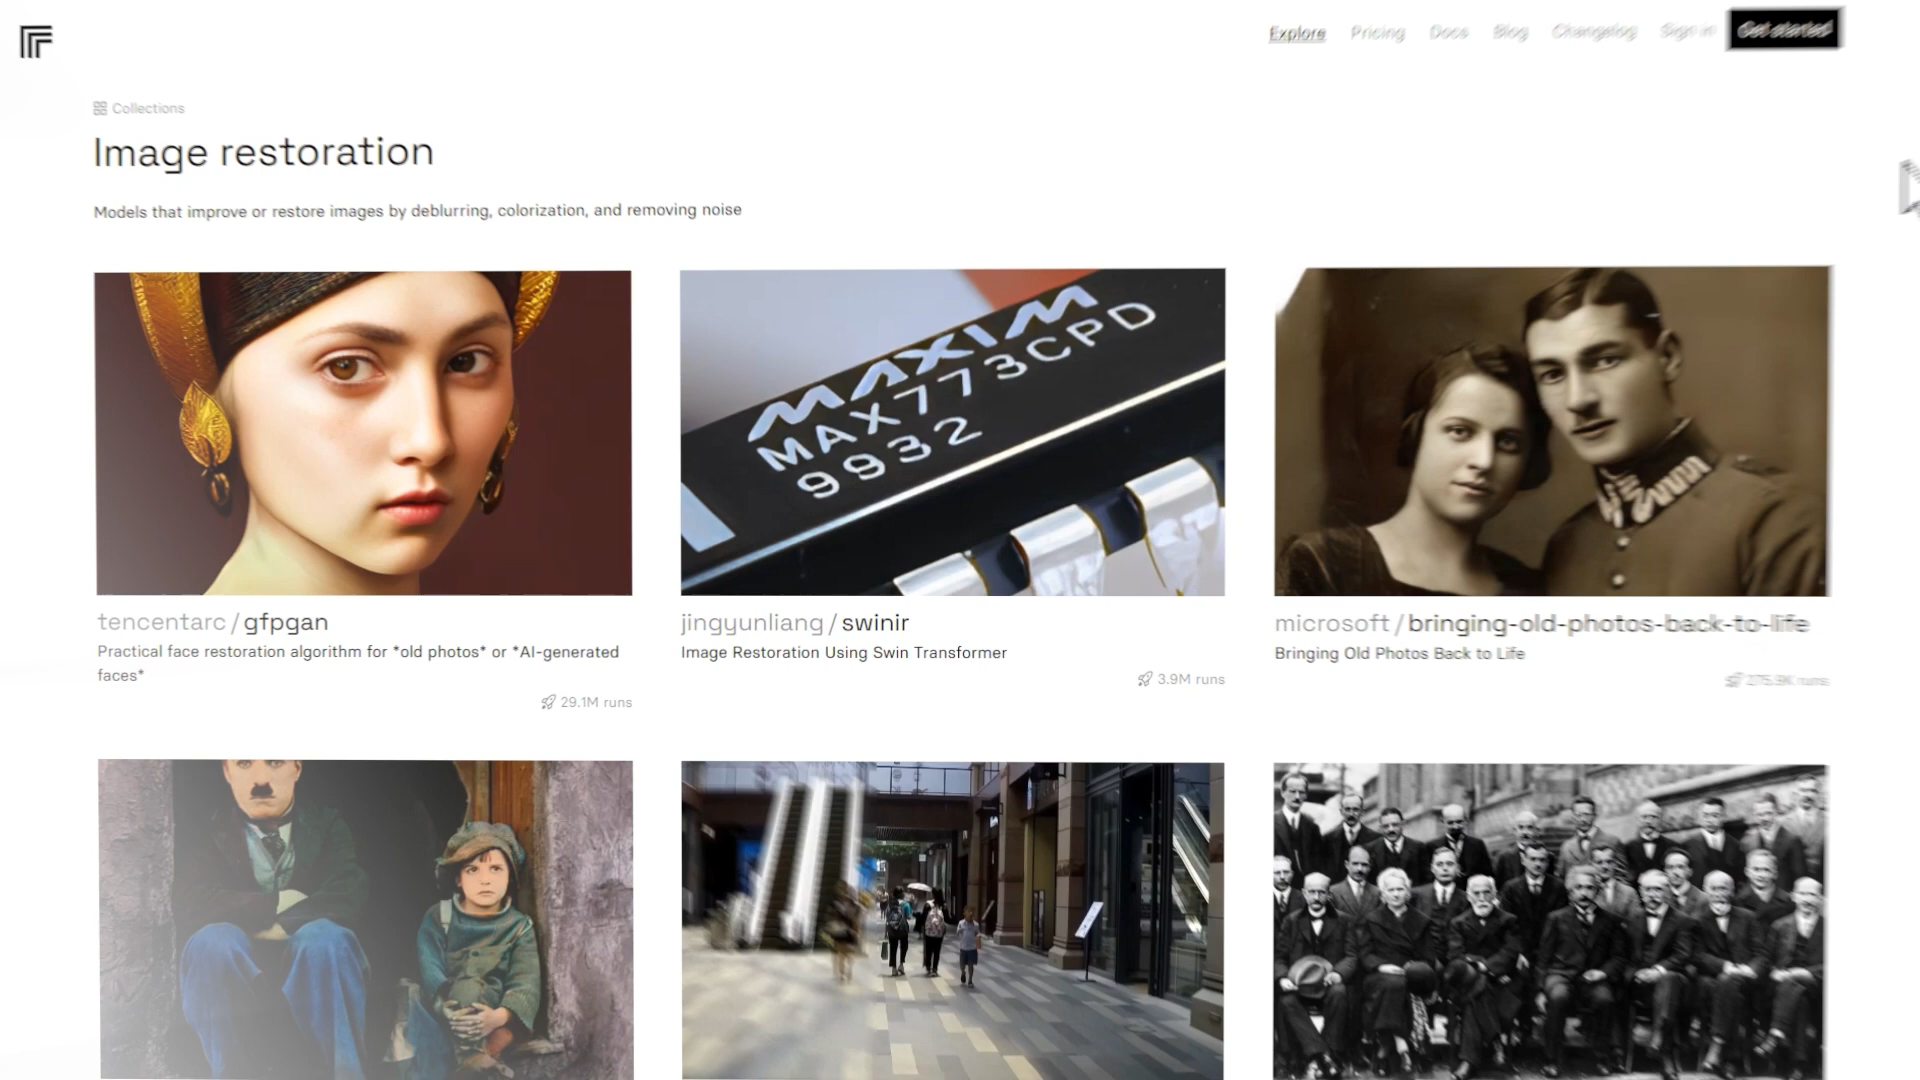 Explore Pricing Docs Blog Changelog Sign in Get started
Collections
Image restoration
Models that improve or restore images by deblurring, colorization, and removing noise
MAXIM
MAX773CPD
9932
tencentarc / gfpgan
Practical face restoration algorithm for *old photos* or *AI-generated
faces*
29.1M runs
jingyunliang / swinir
Image Restoration Using Swin Transformer
3.9M runs
microsoft / bringing-old-photos-back-to-life
Bringing Old Photos Back to Life
275.9K runs